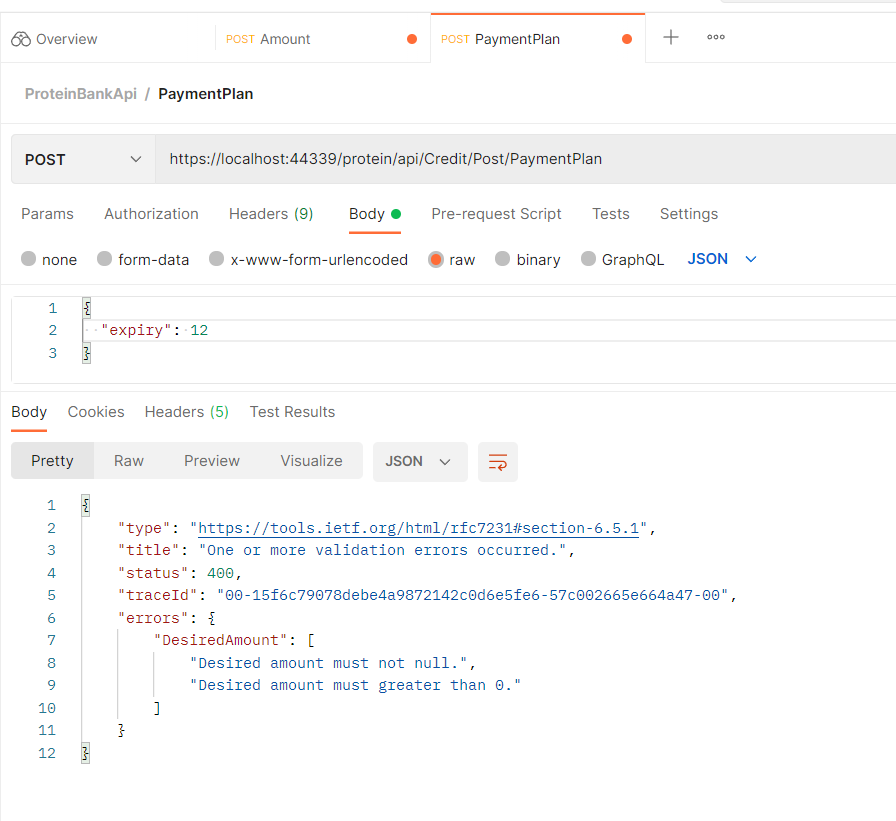 Overview POST Amount POST PaymentPlan
ProteinBankApi / PaymentPlan
POST https://localhost:44339/protein/api/Credit/Post/PaymentPlan
Params Authorization Headers (9) Body Pre-request Script Tests Settings
none form-data x-www-form-urlencoded raw binary GraphQL JSON
1 {
2 "expiry": 12
3 }
Body Cookies Headers (5) Test Results
Pretty Raw Preview Visualize JSON
1 {
2 "type": "https://tools.ietf.org/html/rfc7231#section-6.5.1",
3 "title": "One or more validation errors occurred.",
4 "status": 400,
5 "traceId": "00-15f6c79078debe4a9872142c0d6e5fe6-57c002665e664a47-00",
6 "errors": {
7 "DesiredAmount": [
8 "Desired amount must not null.",
9 "Desired amount must greater than 0."
10 ]
11 }
12 }